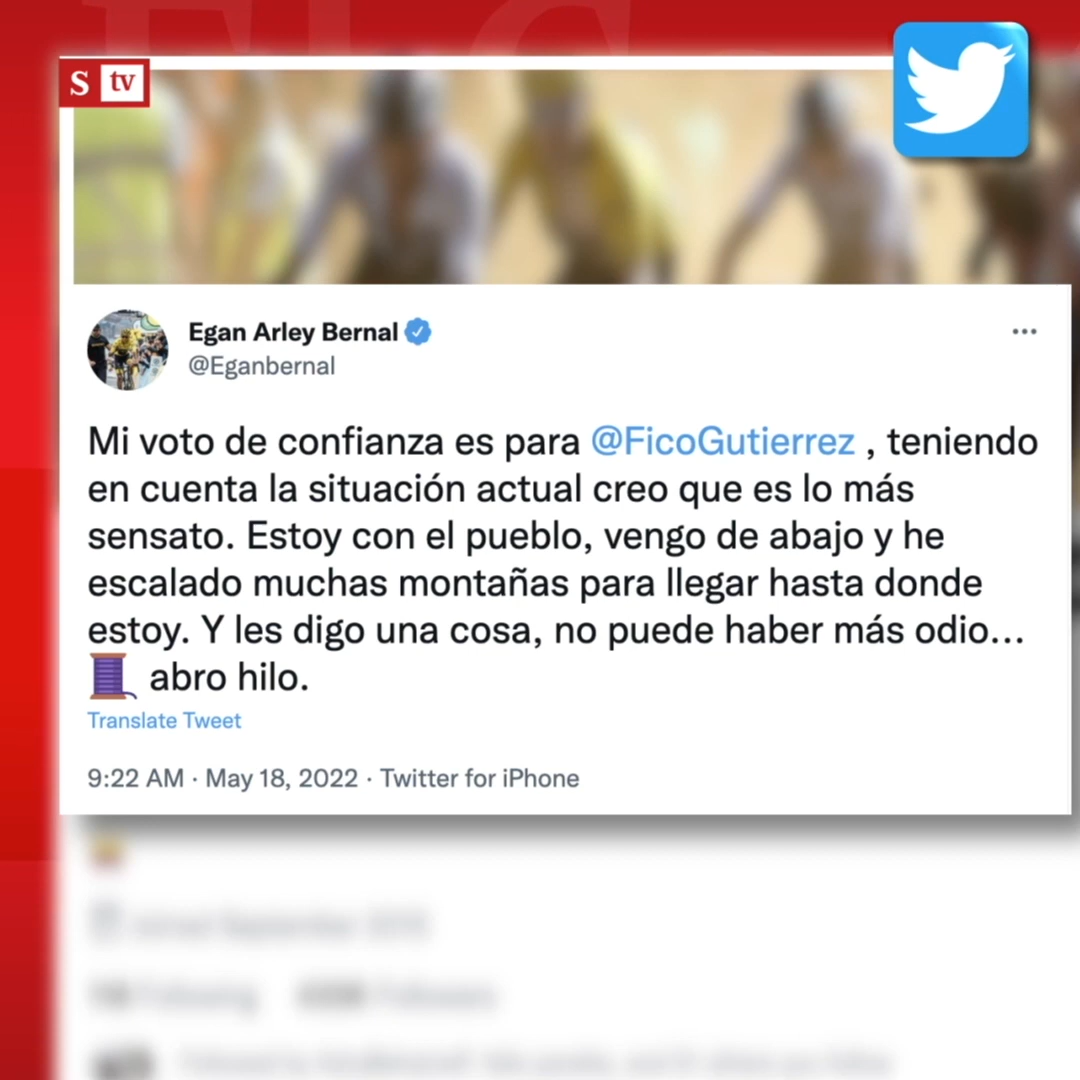 S tv
Egan Arley Bernal
@Eganbernal
Mi voto de confianza es para @FicoGutierrez , teniendo
en cuenta la situación actual creo que es lo más
sensato. Estoy con el pueblo, vengo de abajo y he
escalado muchas montañas para llegar hasta donde
estoy. Y les digo una cosa, no puede haber más odio...
abro hilo.
Translate Tweet
9:22 AM · May 18, 2022 · Twitter for iPhone